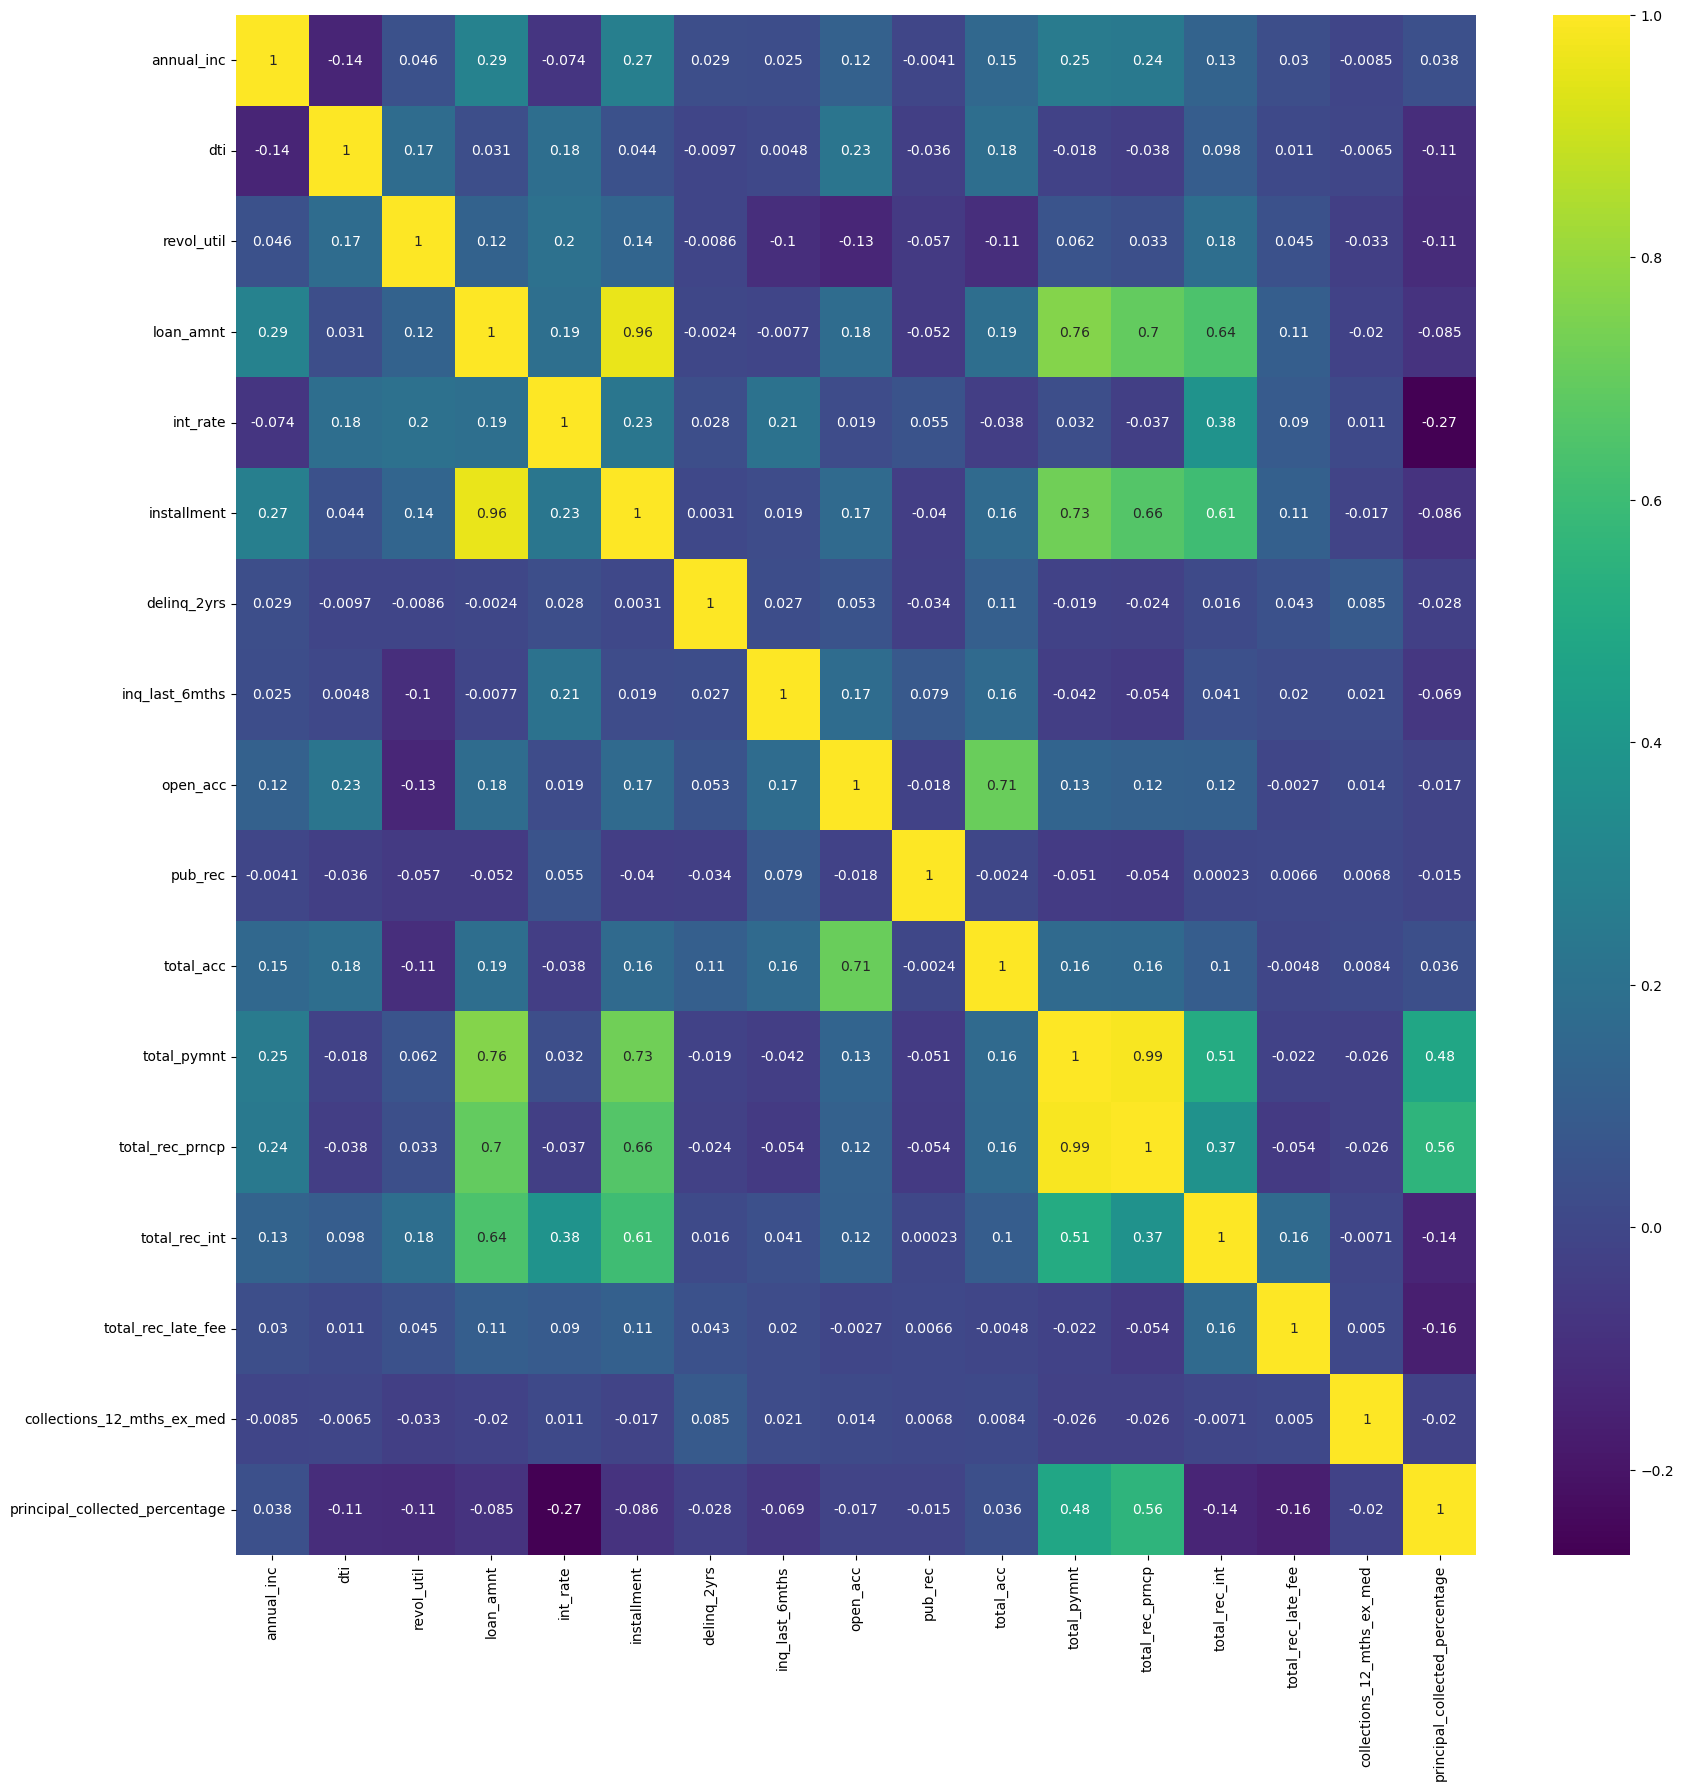 annual_inc 1 -0.14 0.046 0.29 -0.074 0.27 0.029 0.025 0.12 -0.0041 0.15 0.25 0.24 0.13 0.03 -0.0085 0.038
dti -0.14 1 0.17 0.031 0.18 0.044 -0.0097 0.0048 0.23 -0.036 0.18 -0.018 -0.038 0.098 0.011 -0.0065 -0.11
revol_util 0.046 0.17 1 0.12 0.2 0.14 -0.0086 -0.1 -0.13 -0.057 -0.11 0.062 0.033 0.18 0.045 -0.033 -0.11
loan_amnt 0.29 0.031 0.12 1 0.19 0.96 -0.0024 -0.0077 0.18 -0.052 0.19 0.76 0.7 0.64 0.11 -0.02 -0.085
int_rate -0.074 0.18 0.2 0.19 1 0.23 0.028 0.21 0.019 0.055 -0.038 0.032 -0.037 0.38 0.09 0.011 -0.27
installment 0.27 0.044 0.14 0.96 0.23 1 0.0031 0.019 0.17 -0.04 0.16 0.73 0.66 0.61 0.11 -0.017 -0.086
delinq_2yrs 0.029 -0.0097 -0.0086 -0.0024 0.028 0.0031 1 0.027 0.053 -0.034 0.11 -0.019 -0.024 0.016 0.043 0.085 -0.028
inq_last_6mths 0.025 0.0048 -0.1 -0.0077 0.21 0.019 0.027 1 0.17 0.079 0.16 -0.042 -0.054 0.041 0.02 0.021 -0.069
open_acc 0.12 0.23 -0.13 0.18 0.019 0.17 0.053 0.17 1 -0.018 0.71 0.13 0.12 0.12 -0.0027 0.014 -0.017
pub_rec -0.0041 -0.036 -0.057 -0.052 0.055 -0.04 -0.034 0.079 -0.018 1 -0.0024 -0.051 -0.054 0.00023 0.0066 0.0068 -0.015
total_acc 0.15 0.18 -0.11 0.19 -0.038 0.16 0.11 0.16 0.71 -0.0024 1 0.16 0.16 0.1 -0.0048 0.0084 0.036
total_pymnt 0.25 -0.018 0.062 0.76 0.032 0.73 -0.019 -0.042 0.13 -0.051 0.16 1 0.99 0.51 -0.022 -0.026 0.48
total_rec_prncp 0.24 -0.038 0.033 0.7 -0.037 0.66 -0.024 -0.054 0.12 -0.054 0.16 0.99 1 0.37 -0.054 -0.026 0.56
total_rec_int 0.13 0.098 0.18 0.64 0.38 0.61 0.016 0.041 0.12 0.00023 0.1 0.51 0.37 1 0.16 -0.0071 -0.14
total_rec_late_fee 0.03 0.011 0.045 0.11 0.09 0.11 0.043 0.02 -0.0027 0.0066 -0.0048 -0.022 -0.054 0.16 1 0.005 -0.16
collections_12_mths_ex_med -0.0085 -0.0065 -0.033 -0.02 0.011 -0.017 0.085 0.021 0.014 0.0068 0.0084 -0.026 -0.026 -0.0071 0.005 1 -0.02
principal_collected_percentage 0.038 -0.11 -0.11 -0.085 -0.27 -0.086 -0.028 -0.069 -0.017 -0.015 0.036 0.48 0.56 -0.14 -0.16 -0.02 1
annual_inc
dti
revol_util
loan_amnt
int_rate
installment
delinq_2yrs
inq_last_6mths
open_acc
pub_rec
total_acc
total_pymnt
total_rec_prncp
total_rec_int
total_rec_late_fee
collections_12_mths_ex_med
principal_collected_percentage
1.0
0.8
0.6
0.4
0.2
0.0
−0.2